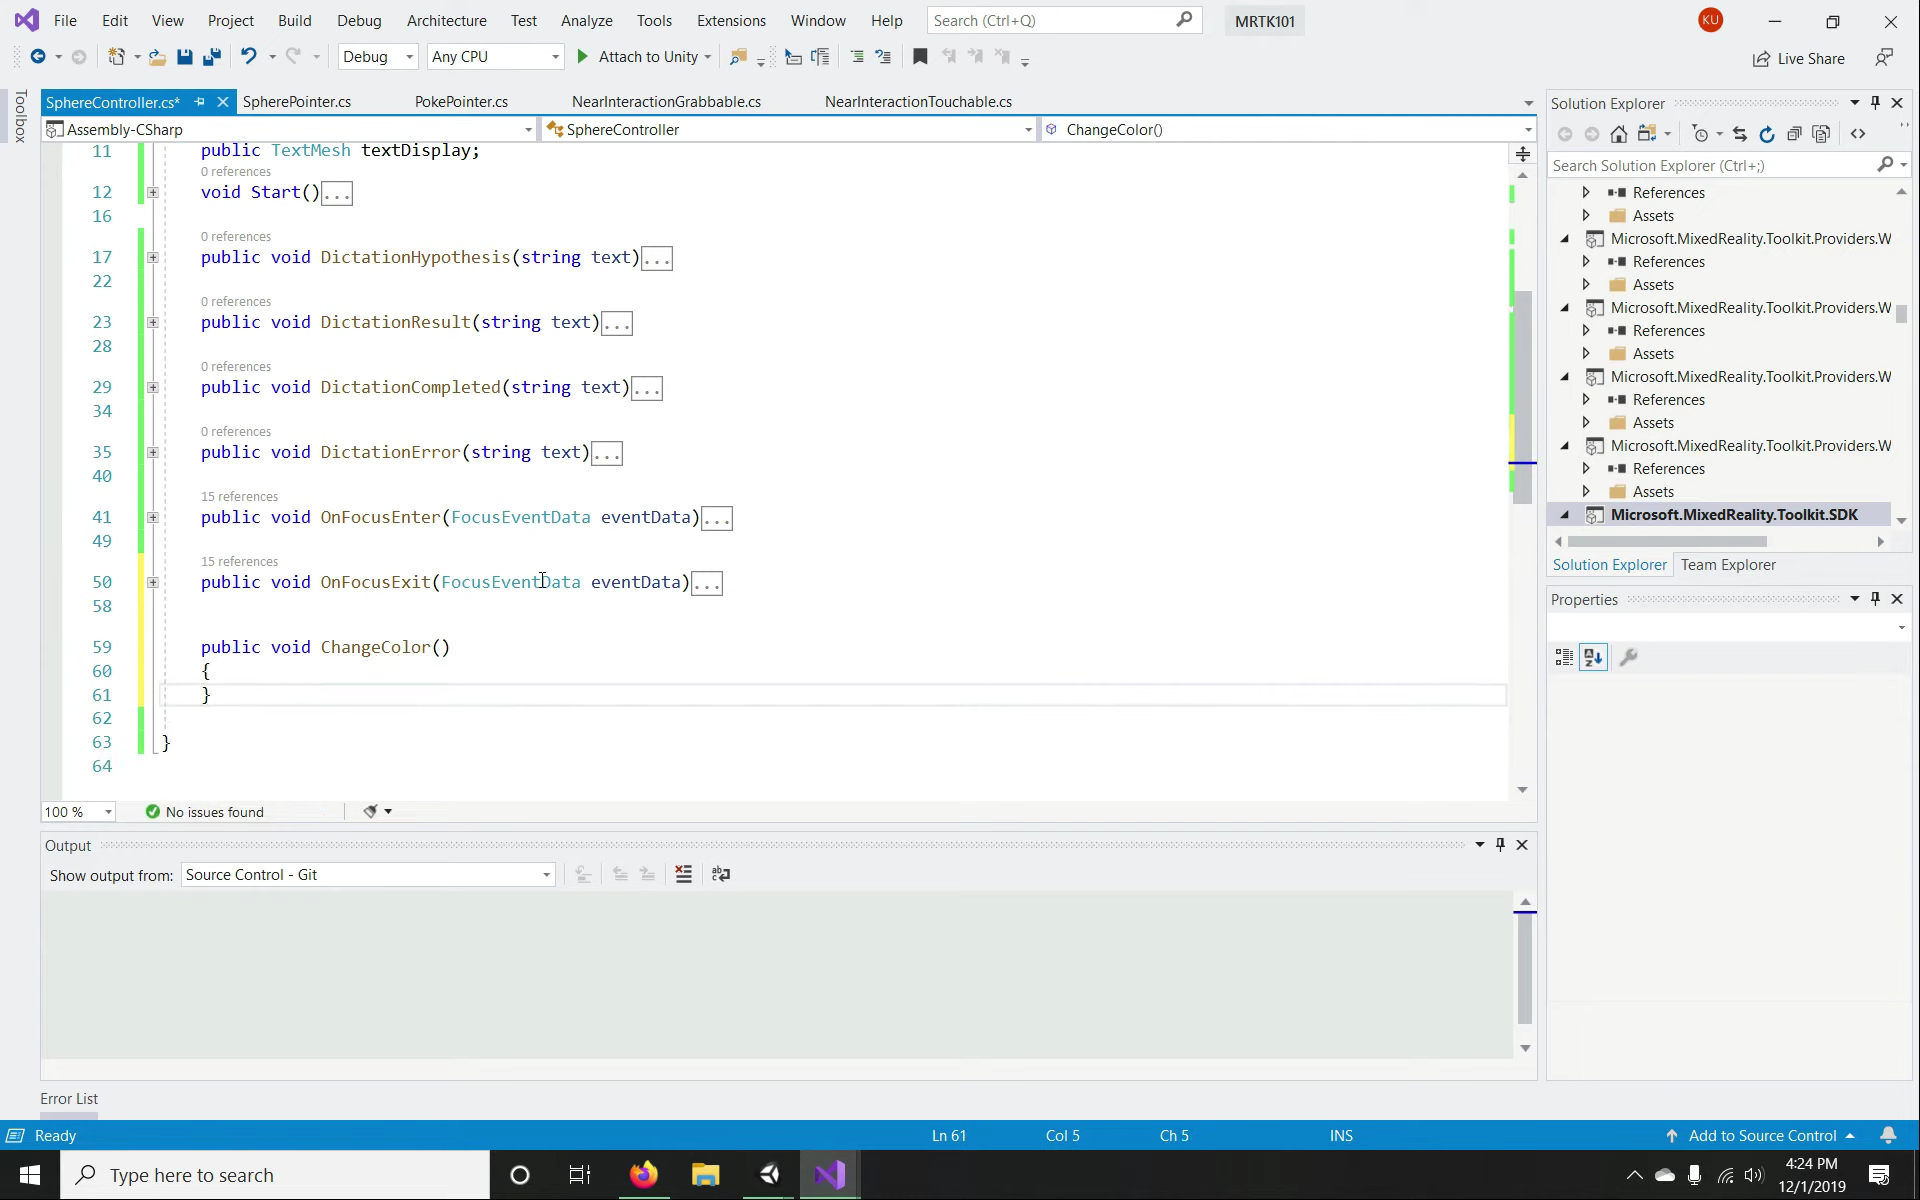 File Edit View Project Build Debug Architecture Test Analyze Tools Extensions Window Help Search (Ctrl+Q) MRTK101 KU
Debug Any CPU Attach to Unity Live Share
Toolbox
SphereController.cs* SpherePointer.cs PokePointer.cs NearInteractionGrabbable.cs NearInteractionTouchable.cs
Assembly-CSharp SphereController ChangeColor()
11 public TextMesh textDisplay;
0 references
12 void Start()...
16
0 references
17 public void DictationHypothesis(string text)...
22
0 references
23 public void DictationResult(string text)...
28
0 references
29 public void DictationCompleted(string text)...
34
0 references
35 public void DictationError(string text)...
40
15 references
41 public void OnFocusEnter(FocusEventData eventData)...
49
15 references
50 public void OnFocusExit(FocusEventData eventData)...
58
59 public void ChangeColor()
60 {
61 }
62
63 }
64
100 % No issues found
Output
Show output from: Source Control - Git
Error List
Solution Explorer
Search Solution Explorer (Ctrl+;)
References
Assets
Microsoft.MixedReality.Toolkit.Providers.W
References
Assets
Microsoft.MixedReality.Toolkit.Providers.W
References
Assets
Microsoft.MixedReality.Toolkit.Providers.W
References
Assets
Microsoft.MixedReality.Toolkit.Providers.W
References
Assets
Microsoft.MixedReality.Toolkit.SDK
Solution Explorer Team Explorer
Properties
Ready Ln 61 Col 5 Ch 5 INS Add to Source Control
Type here to search
4:24 PM
12/1/2019